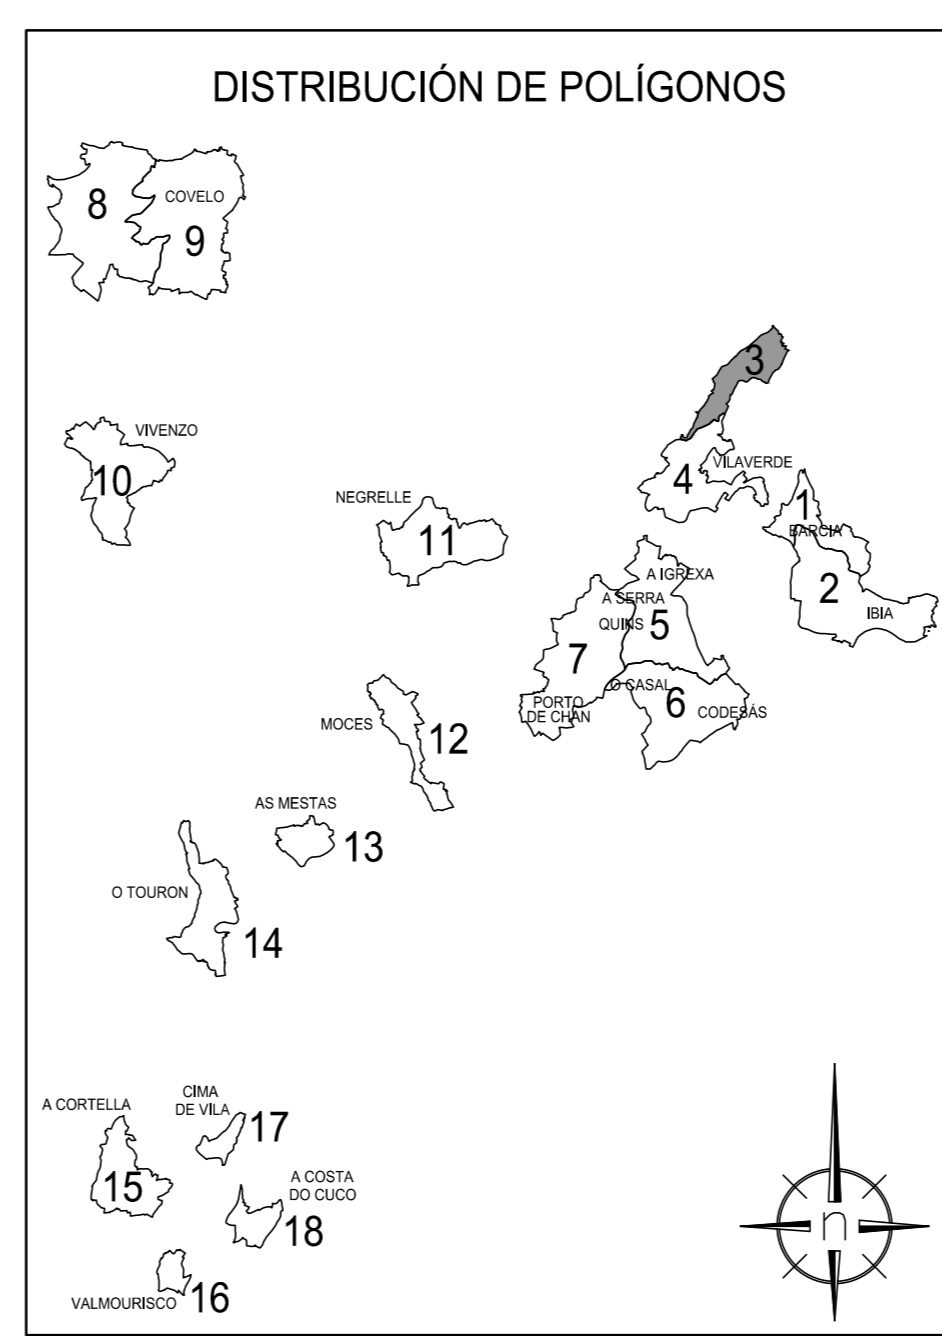 DISTRIBUCIÓN DE POLÍGONOS
8
COVELO
9
3
VIVENZO
10
VILAVERDE
4
NEGRELLE
11
1
BARCIA
2
IBIA
A IGREXA
A SERRA
QUINS
5
7
O CASAL
PORTO
DE CHAN
6
CODESÁS
MOCES
12
AS MESTAS
13
O TOURON
14
A CORTELLA
15
CIMA
DE VILA
17
A COSTA
DO CUCO
18
VALMOURISCO
16
n